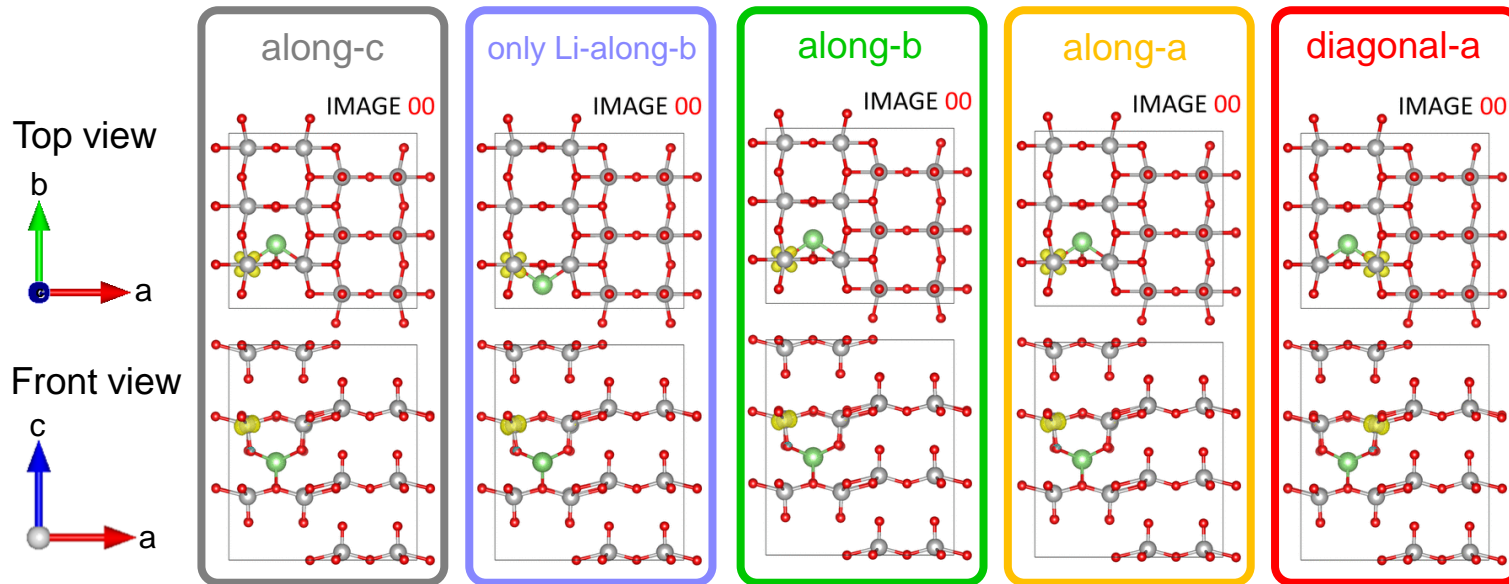 along-c
only Li-along-b
along-b
along-a
diagonal-a
IMAGE 00
IMAGE 00
IMAGE 00
IMAGE 00
IMAGE 00
Top view
b
c
a
Front view
c
a